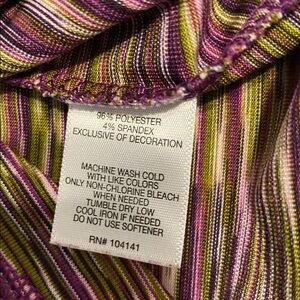 96% POLYESTER
4% SPANDEX
EXCLUSIVE OF DECORATION
MACHINE WASH COLD
WITH LIKE COLORS
ONLY NON-CHLORINE BLEACH
WHEN NEEDED
TUMBLE DRY LOW
COOL IRON IF NEEDED
DO NOT USE SOFTENER
RN# 104141